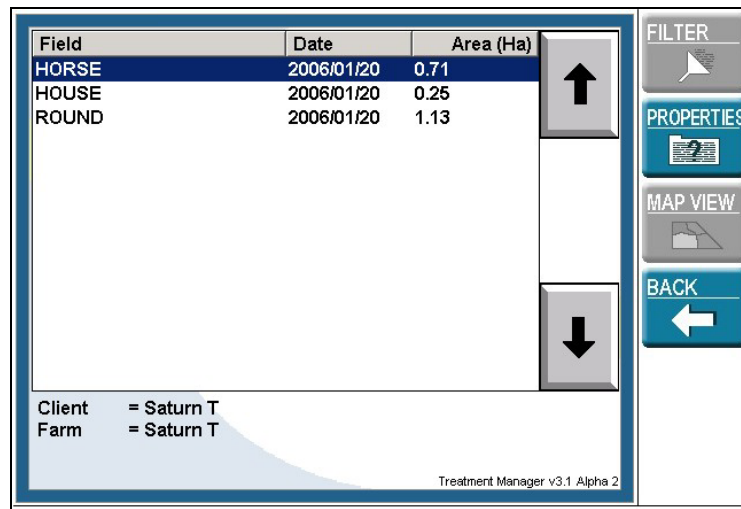 Field Date Area (Ha)
HORSE 2006/01/20 0.71
HOUSE 2006/01/20 0.25
ROUND 2006/01/20 1.13
Client = Saturn T
Farm = Saturn T
Treatment Manager v3.1 Alpha 2
FILTER
PROPERTIES
?
MAP VIEW
BACK